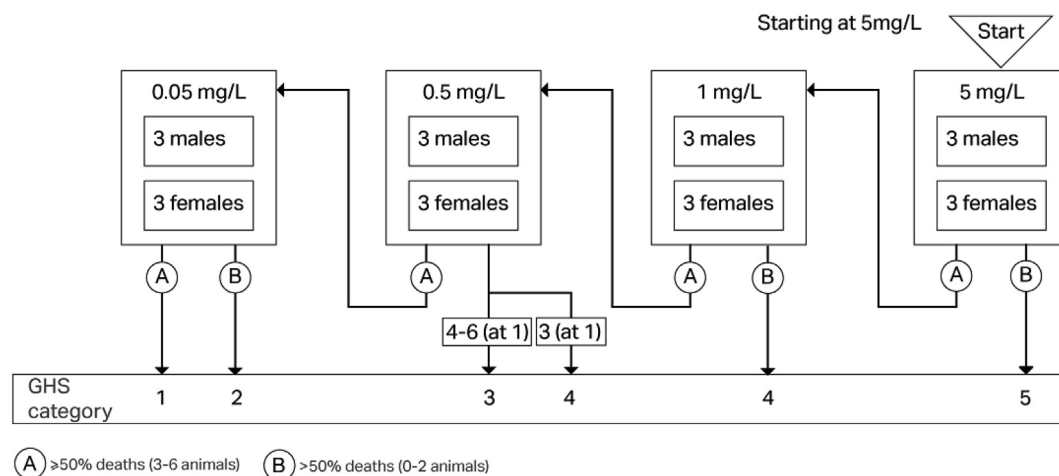 Starting at 5mg/L
Start
0.05 mg/L
3 males
3 females
0.5 mg/L
3 males
3 females
1 mg/L
3 males
3 females
5 mg/L
3 males
3 females
A
B
A
A
B
A
B
4-6 (at 1)
3 (at 1)
GHS
category
1
2
3
4
4
5
A ≥50% deaths (3-6 animals)
B >50% deaths (0-2 animals)